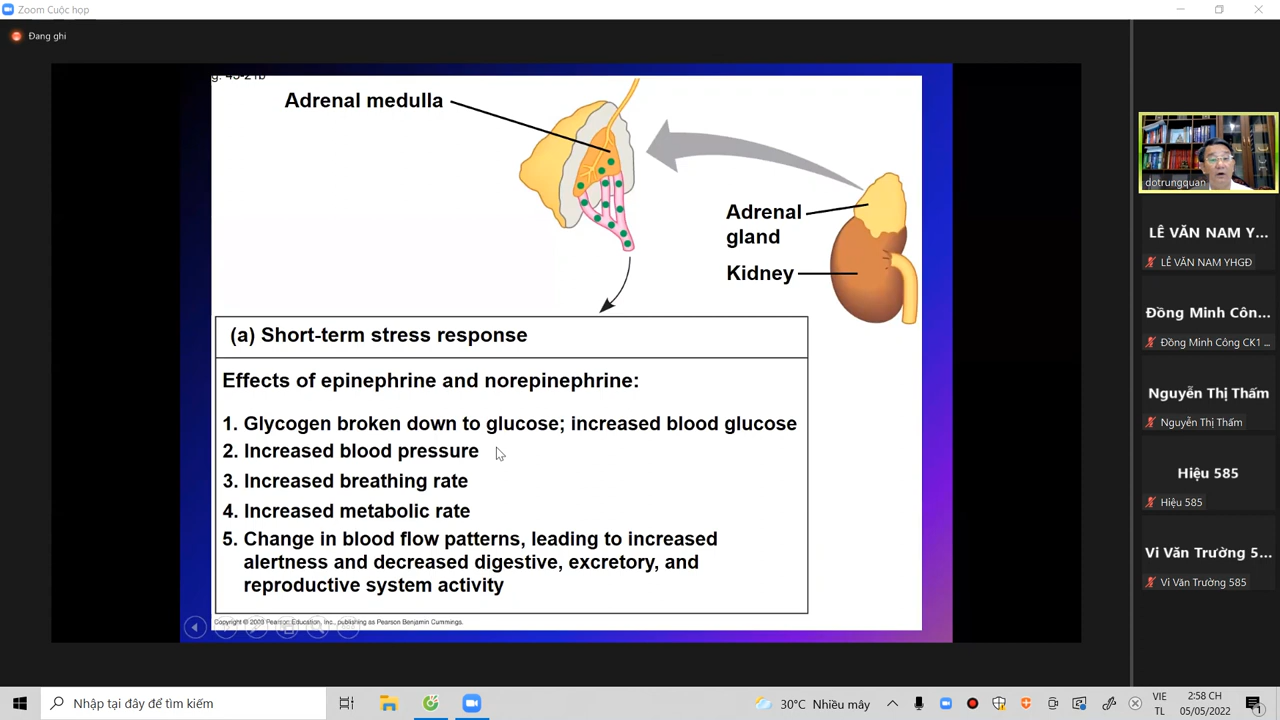 Zoom Cuộc họp
Đang ghi
g. 45-21b
Adrenal medulla
Adrenal
gland
Kidney
(a) Short-term stress response
Effects of epinephrine and norepinephrine:
1. Glycogen broken down to glucose; increased blood glucose
2. Increased blood pressure
3. Increased breathing rate
4. Increased metabolic rate
5. Change in blood flow patterns, leading to increased
alertness and decreased digestive, excretory, and
reproductive system activity
Copyright © 2009 Pearson Education, Inc., publishing as Pearson Benjamin Cummings.
dotrungquan
LÊ VĂN NAM Y...
LÊ VĂN NAM YHGĐ
Đồng Minh Côn...
Đồng Minh Công CK1 ...
Nguyễn Thị Thấm
Nguyễn Thị Thấm
Hiệu 585
Hiệu 585
Vi Văn Trường 5...
Vi Văn Trường 585
Nhập tại đây để tìm kiếm
30°C Nhiều mây
VIE
TL
2:58 CH
05/05/2022
1